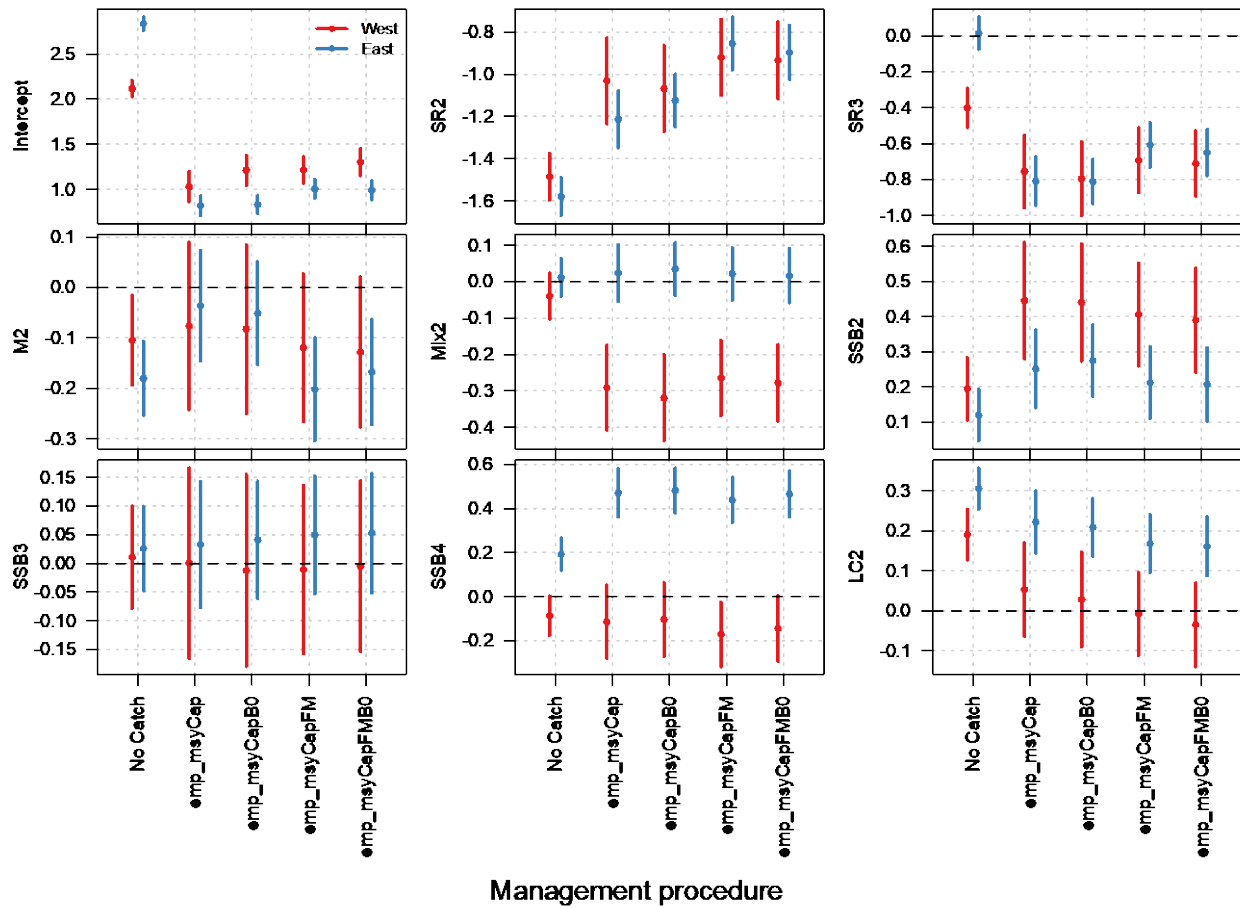 West
East
Intercept
2.5
2.0
1.5
1.0
SR2
-0.8
-1.0
-1.2
-1.4
-1.6
SR3
0.0
-0.2
-0.4
-0.6
-0.8
-1.0
M2
0.1
0.0
-0.1
-0.2
-0.3
Mix2
0.1
0.0
-0.1
-0.2
-0.3
-0.4
SSB2
0.6
0.5
0.4
0.3
0.2
0.1
SSB3
0.15
0.10
0.05
0.00
-0.05
-0.10
-0.15
SSB4
0.6
0.4
0.2
0.0
-0.2
LC2
0.3
0.2
0.1
0.0
-0.1
No Catch
emp_msyCap
emp_msyCapB0
emp_msyCapFM
emp_msyCapFMB0
No Catch
emp_msyCap
emp_msyCapB0
emp_msyCapFM
emp_msyCapFMB0
No Catch
emp_msyCap
emp_msyCapB0
emp_msyCapFM
emp_msyCapFMB0
Management procedure